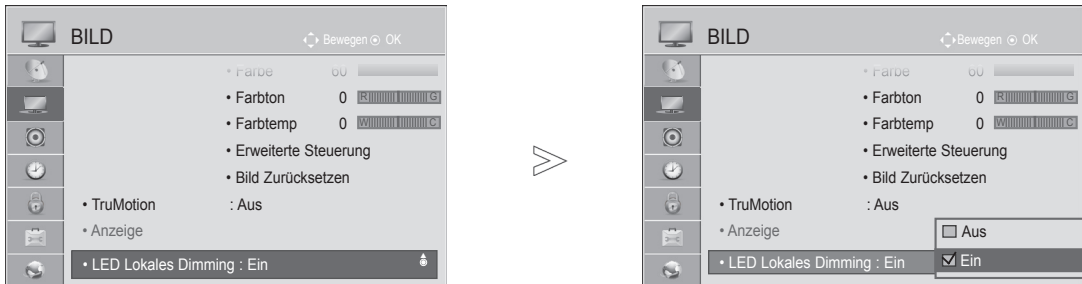 BILD
Bewegen OK
• Farbe 60
• Farbton 0 R G
• Farbtemp 0 W C
• Erweiterte Steuerung
• Bild Zurücksetzen
• TruMotion : Aus
• Anzeige
• LED Lokales Dimming : Ein
BILD
Bewegen OK
• Farbe 60
• Farbton 0 R G
• Farbtemp 0 W C
• Erweiterte Steuerung
• Bild Zurücksetzen
• TruMotion : Aus
• Anzeige
Aus
• LED Lokales Dimming : Ein
Ein